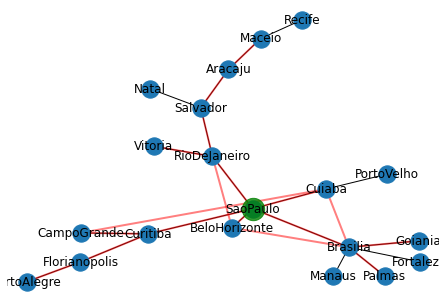 Recife
Maceio
Aracaju
Natal
Salvador
Vitoria
RioDeJaneiro
PortoVelho
Cuiaba
SaoPaulo
BeloHorizonte
CampoGrande
Curitiba
Brasilia
Goiania
Florianopolis
Fortalez
Manaus
Palmas
rtoAlegre